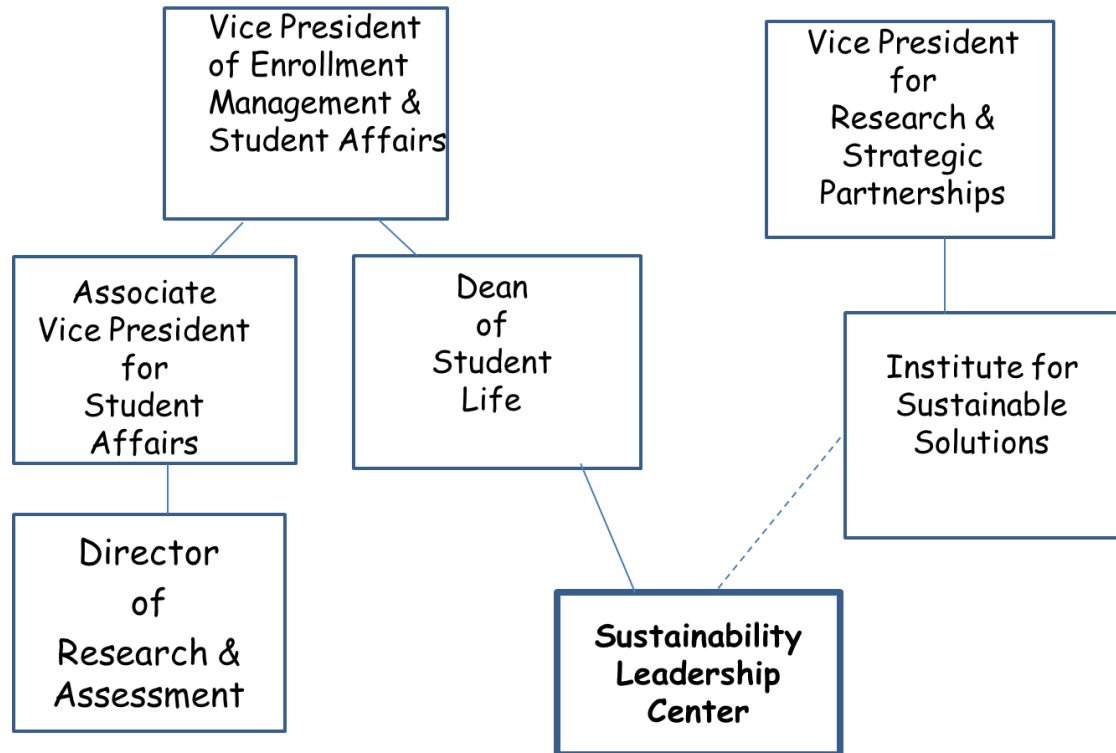 Vice President
of Enrollment
Management &
Student Affairs
Vice President
for
Research &
Strategic
Partnerships
Associate
Vice President
for
Student
Affairs
Dean
of
Student
Life
Institute for
Sustainable
Solutions
Director
of
Research &
Assessment
Sustainability
Leadership
Center